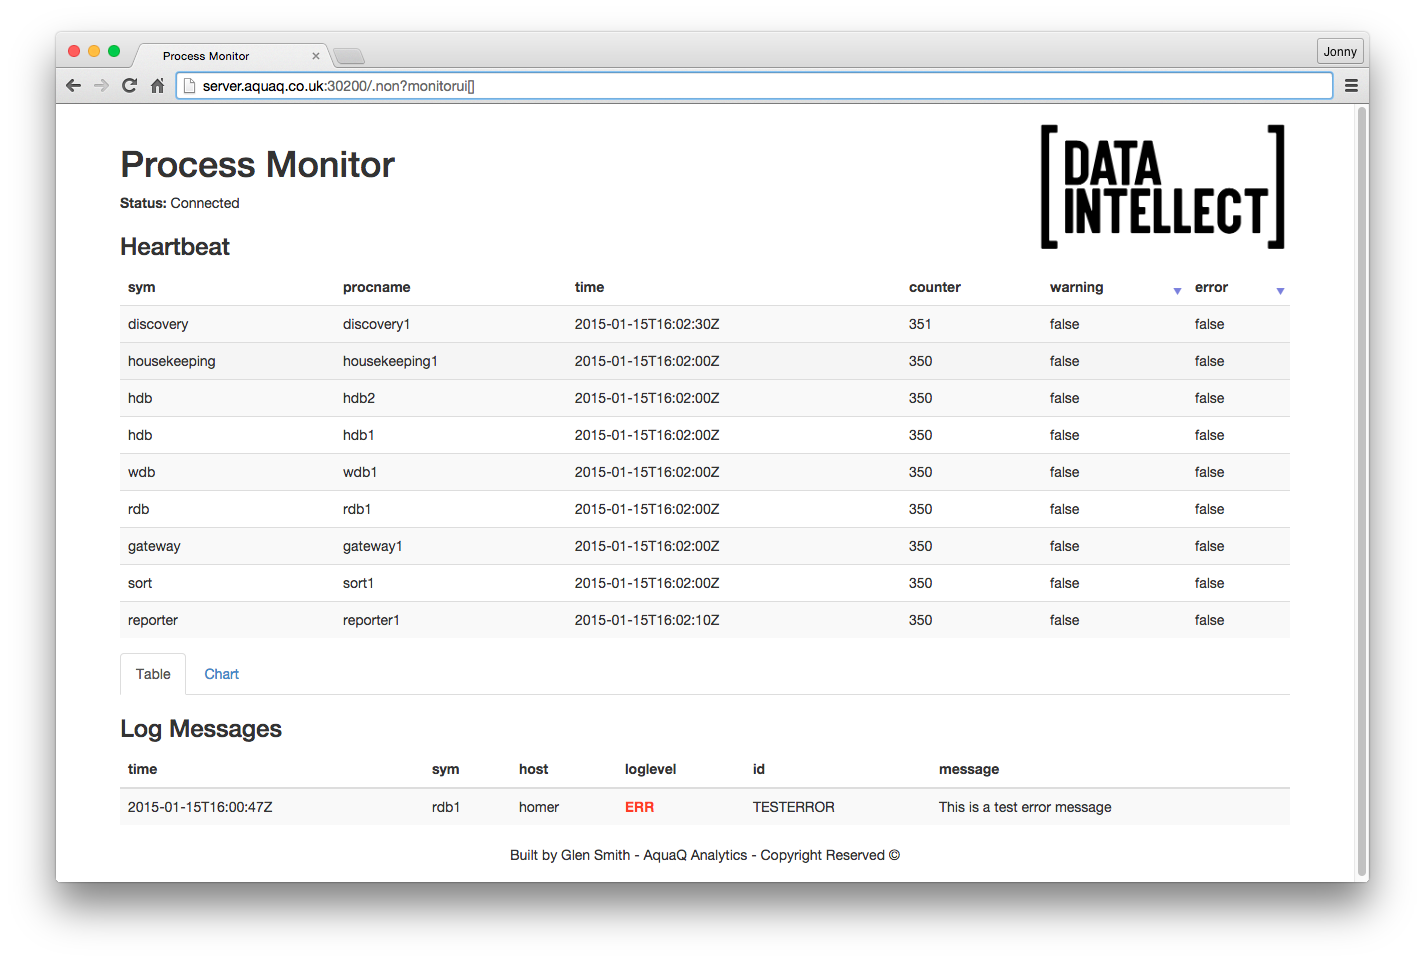 Process Monitor
Jonny
server.aquaq.co.uk:30200/.non?monitorui[]
Process Monitor
DATA
INTELLECT
Status: Connected
Heartbeat
sym procname time counter warning error
discovery discovery1 2015-01-15T16:02:30Z 351 false false
housekeeping housekeeping1 2015-01-15T16:02:00Z 350 false false
hdb hdb2 2015-01-15T16:02:00Z 350 false false
hdb hdb1 2015-01-15T16:02:00Z 350 false false
wdb wdb1 2015-01-15T16:02:00Z 350 false false
rdb rdb1 2015-01-15T16:02:00Z 350 false false
gateway gateway1 2015-01-15T16:02:00Z 350 false false
sort sort1 2015-01-15T16:02:00Z 350 false false
reporter reporter1 2015-01-15T16:02:10Z 350 false false
Table Chart
Log Messages
time sym host loglevel id message
2015-01-15T16:00:47Z rdb1 homer ERR TESTERROR This is a test error message
Built by Glen Smith - AquaQ Analytics - Copyright Reserved ©